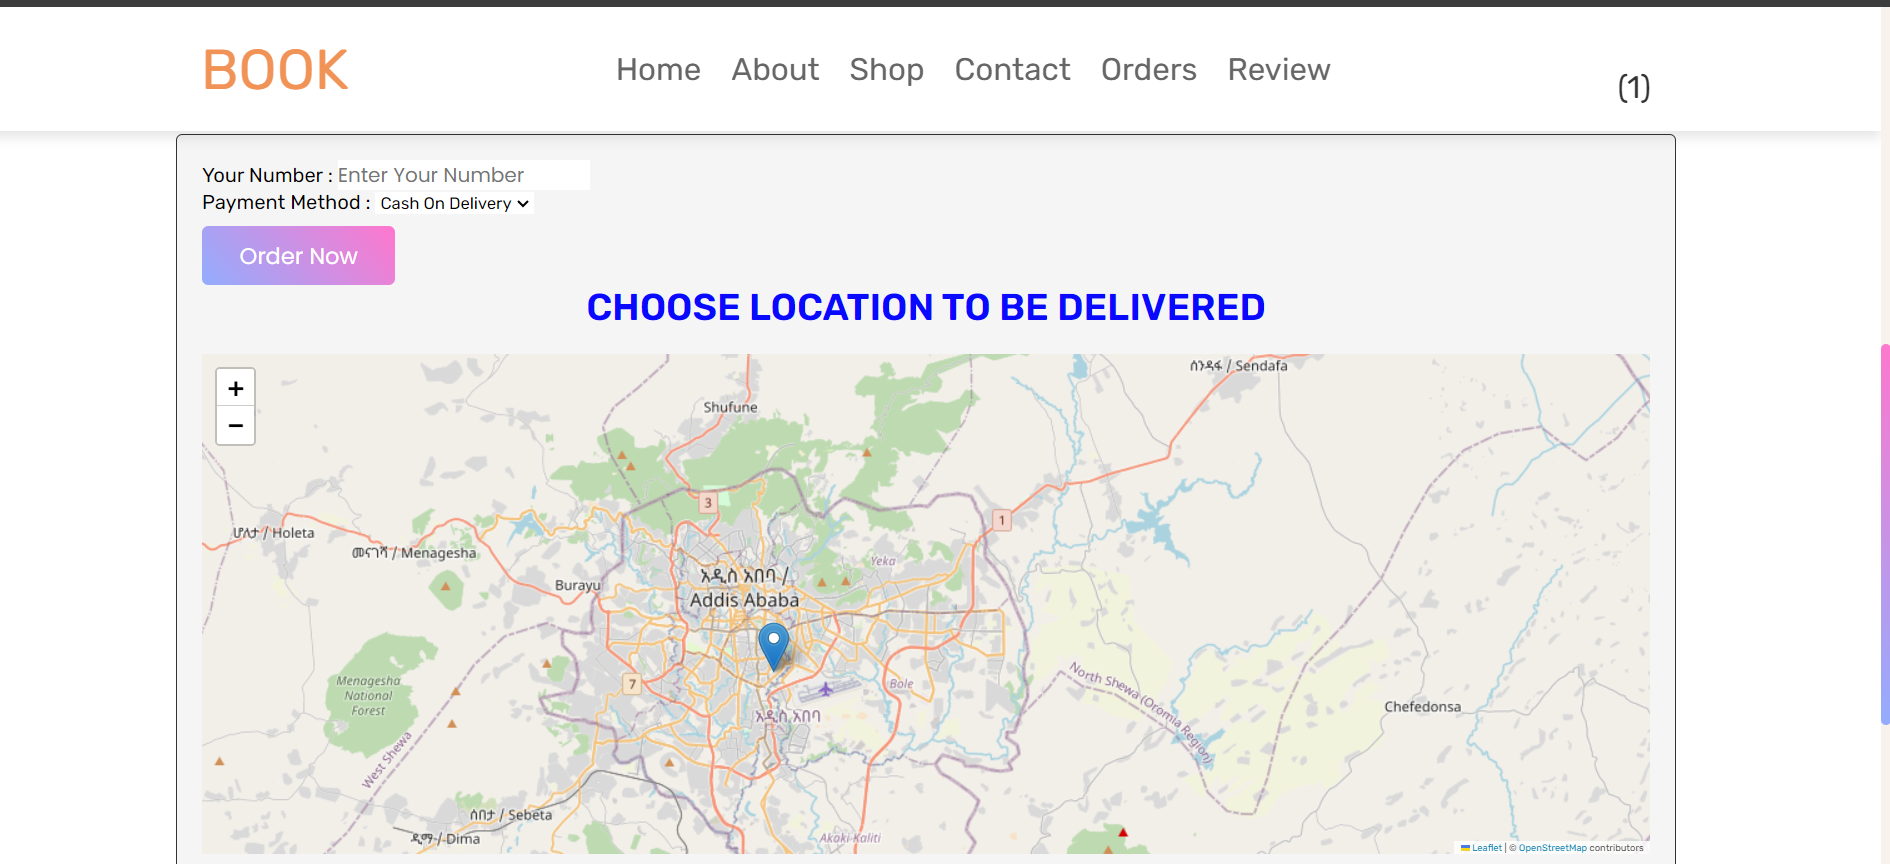 BOOK
Home About Shop Contact Orders Review
(1)
Your Number : Enter Your Number
Payment Method : Cash On Delivery
Order Now
CHOOSE LOCATION TO BE DELIVERED
+
−
ሰንዳፋ / Sendafa
Shufune
3
1
ሆለታ / Holeta
መናገሻ / Menagesha
Yeka
Burayu
አዲስ አበባ /
Addis Ababa
Menagesha
National
Forest
7
Bole
North Shewa (Oromia Region)
Chefedonsa
አዲስ አበባ
West Shewa
ሰበታ / Sebeta
ዲማ / Dima
Akaki-Kaliti
Leaflet | © OpenStreetMap contributors